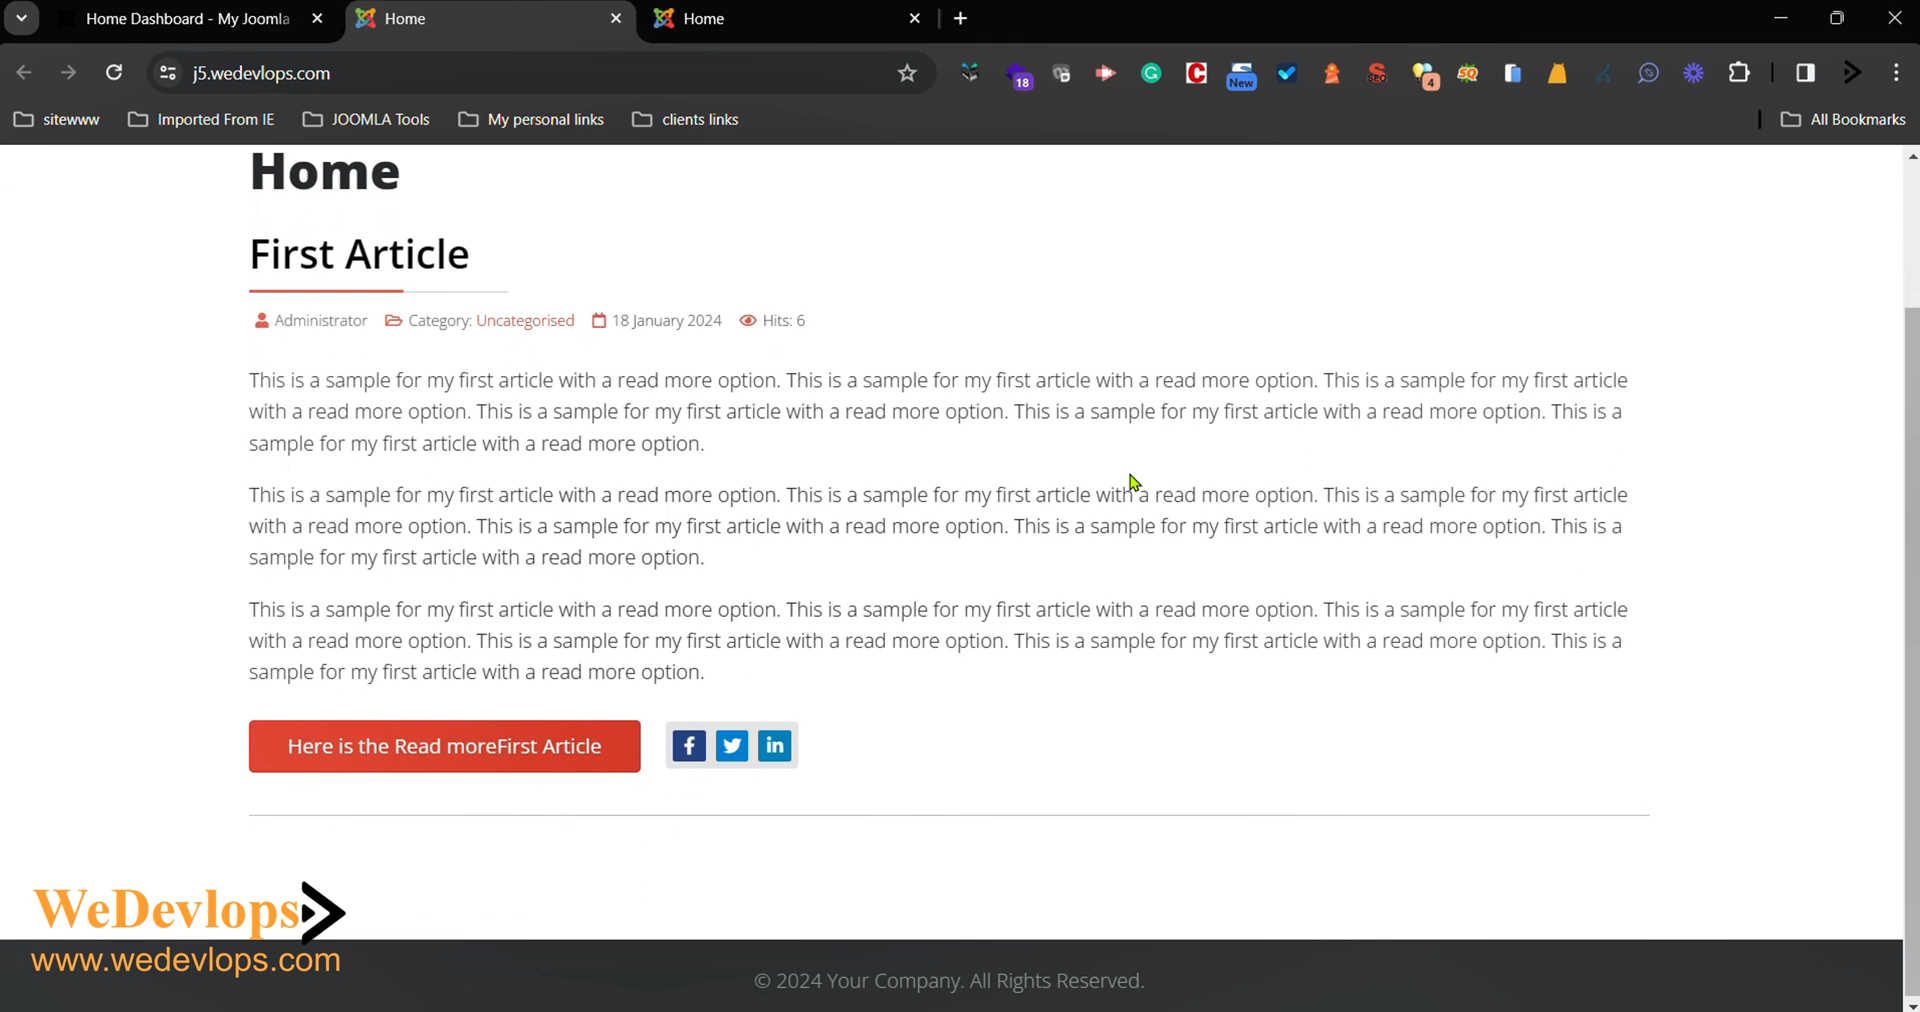 Home Dashboard - My Joomla
Home
Home
j5.wedevlops.com
18
New
SEO
4
SQ
sitewww
Imported From IE
JOOMLA Tools
My personal links
clients links
All Bookmarks
Home
First Article
Administrator Category: Uncategorised 18 January 2024 Hits: 6
This is a sample for my first article with a read more option. This is a sample for my first article with a read more option. This is a sample for my first article
with a read more option. This is a sample for my first article with a read more option. This is a sample for my first article with a read more option. This is a
sample for my first article with a read more option.
This is a sample for my first article with a read more option. This is a sample for my first article with a read more option. This is a sample for my first article
with a read more option. This is a sample for my first article with a read more option. This is a sample for my first article with a read more option. This is a
sample for my first article with a read more option.
This is a sample for my first article with a read more option. This is a sample for my first article with a read more option. This is a sample for my first article
with a read more option. This is a sample for my first article with a read more option. This is a sample for my first article with a read more option. This is a
sample for my first article with a read more option.
Here is the Read moreFirst Article
WeDevlops
www.wedevlops.com
© 2024 Your Company. All Rights Reserved.